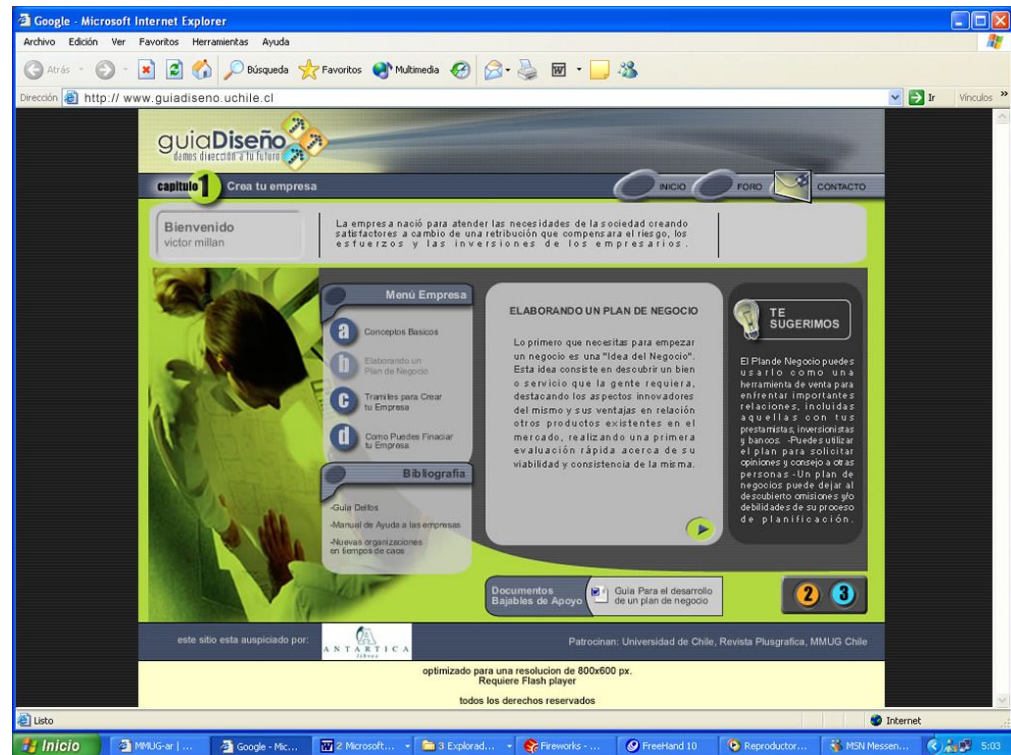 Google - Microsoft Internet Explorer
Archivo Edición Ver Favoritos Herramientas Ayuda
Atrás Búsqueda Favoritos Multimedia
Dirección http:// www.guiadiseno.uchile.cl Ir Vínculos »
guiaDiseño
damos dirección a tu futuro
capitulo 1 Crea tu empresa INICIO FORO CONTACTO
Bienvenido
victor millan
La empresa nació para atender las necesidades de la sociedad creando
satisfactores a cambio de una retribución que compensara el riesgo, los
esfuerzos y las inversiones de los empresarios.
Menú Empresa
a Conceptos Basicos
b Elaborando un
Plan de Negocio
c Tramites para Crear
tu Empresa
d Como Puedes Finaciar
tu Empresa
Bibliografia
-Guia Delfos
-Manual de Ayuda a las empresas
-Nuevas organizaciones
en tiempos de caos
ELABORANDO UN PLAN DE NEGOCIO
Lo primero que necesitas para empezar
un negocio es una "Idea del Negocio".
Esta idea consiste en descubrir un bien
o servicio que la gente requiera,
destacando los aspectos innovadores
del mismo y sus ventajas en relación
otros productos existentes en el
mercado, realizando una primera
evaluación rápida acerca de su
viabilidad y consistencia de la misma.
TE
SUGERIMOS
El Plan de Negocio puedes
usarlo como una
herramienta de venta para
enfrentar importantes
relaciones, incluidas
aquellas con tus
prestamistas, inversionistas
y bancos. -Puedes utilizar
el plan para solicitar
opiniones y consejo a otras
personas -Un plan de
negocios puede dejar al
descubierto omisiones y/o
debilidades de su proceso
de planificación.
Documentos
Bajables de Apoyo
Guia Para el desarrollo
de un plan de negocio
2 3
este sitio esta auspiciado por:
ANTARTICA
libros
Patrocinan: Universidad de Chile, Revista Plusgrafica, MMUG Chile
optimizado para una resolucion de 800x600 px.
Requiere Flash player
todos los derechos reservados
Listo Internet
Inicio MMUG-ar | ... Google - Mic... 2 Microsoft... 3 Explorad... Fireworks - ... FreeHand 10 Reproductor... MSN Messen... 5:03